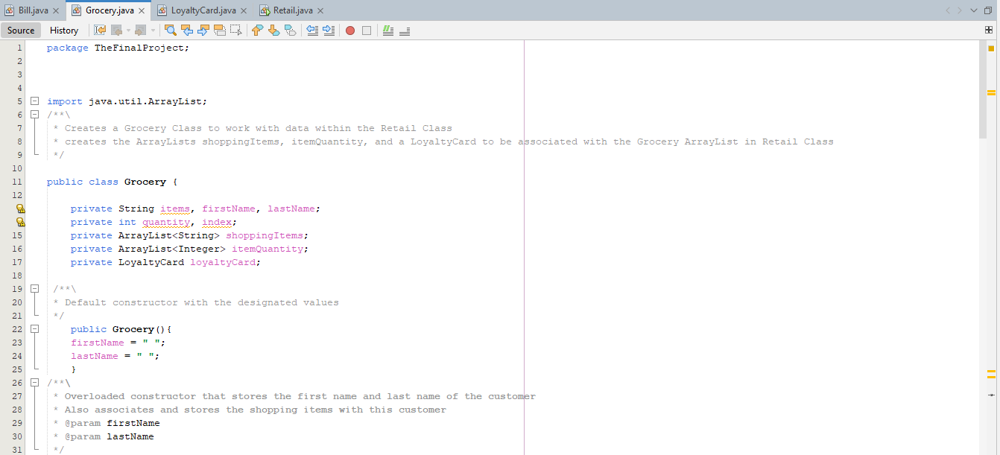 Bill.java Grocery.java LoyaltyCard.java Retail.java
Source History
1 package TheFinalProject;
2
3
4
5 import java.util.ArrayList;
6 /**\
7 * Creates a Grocery Class to work with data within the Retail Class
8 * creates the ArrayLists shoppingItems, itemQuantity, and a LoyaltyCard to be associated with the Grocery ArrayList in Retail Class
9 */
10
11 public class Grocery {
12
private String items, firstName, lastName;
private int quantity, index;
15 private ArrayList<String> shoppingItems;
16 private ArrayList<Integer> itemQuantity;
17 private LoyaltyCard loyaltyCard;
18
19 /**\
20 * Default constructor with the designated values
21 */
22 public Grocery(){
23 firstName = " ";
24 lastName = " ";
25 }
26 /**\
27 * Overloaded constructor that stores the first name and last name of the customer
28 * Also associates and stores the shopping items with this customer
29 * @param firstName
30 * @param lastName
31 */